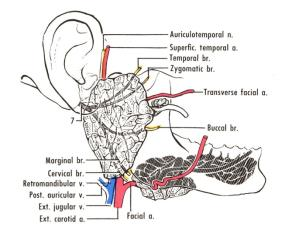 Auriculotemporal n.
Superfic. temporal a.
Temporal br.
Zygomatic br.
Transverse facial a.
7
Buccal br.
Marginal br.
Cervical br.
Retromandibular v.
Post. auricular v.
Ext. jugular v.
Ext. carotid a.
Facial a.